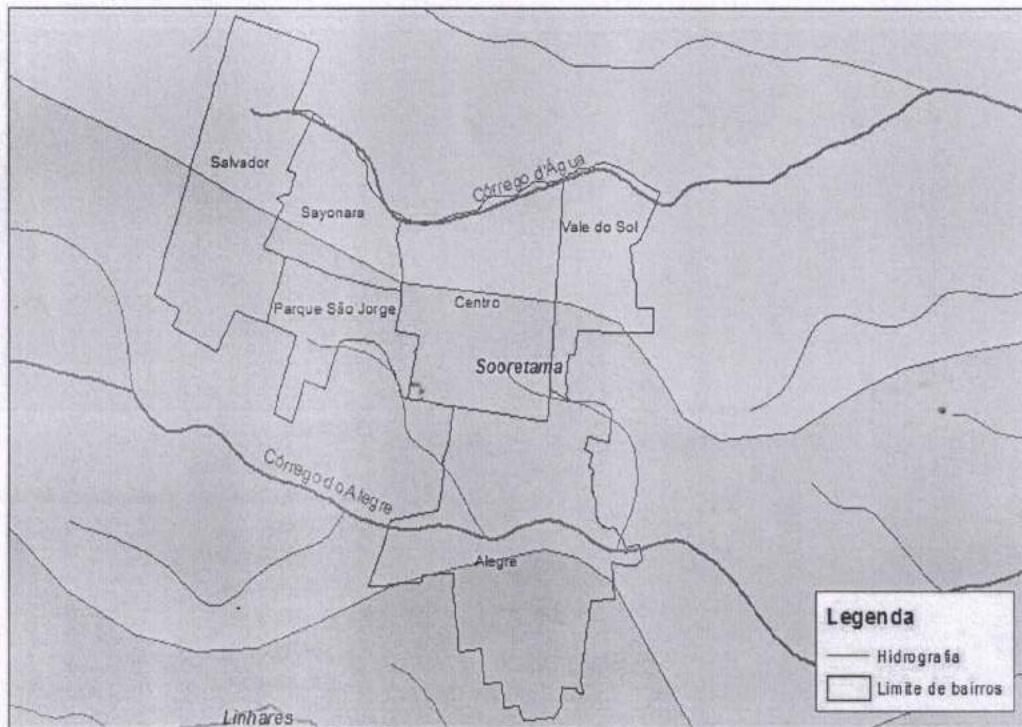 Salvador
Córrego d'Água
Sayonara
Vale do Sol
Parque São Jorge
Centro
Sooretama
Córrego do Alegre
Alegre
Legenda
Hidrografia
Limite de bairros
Linhares